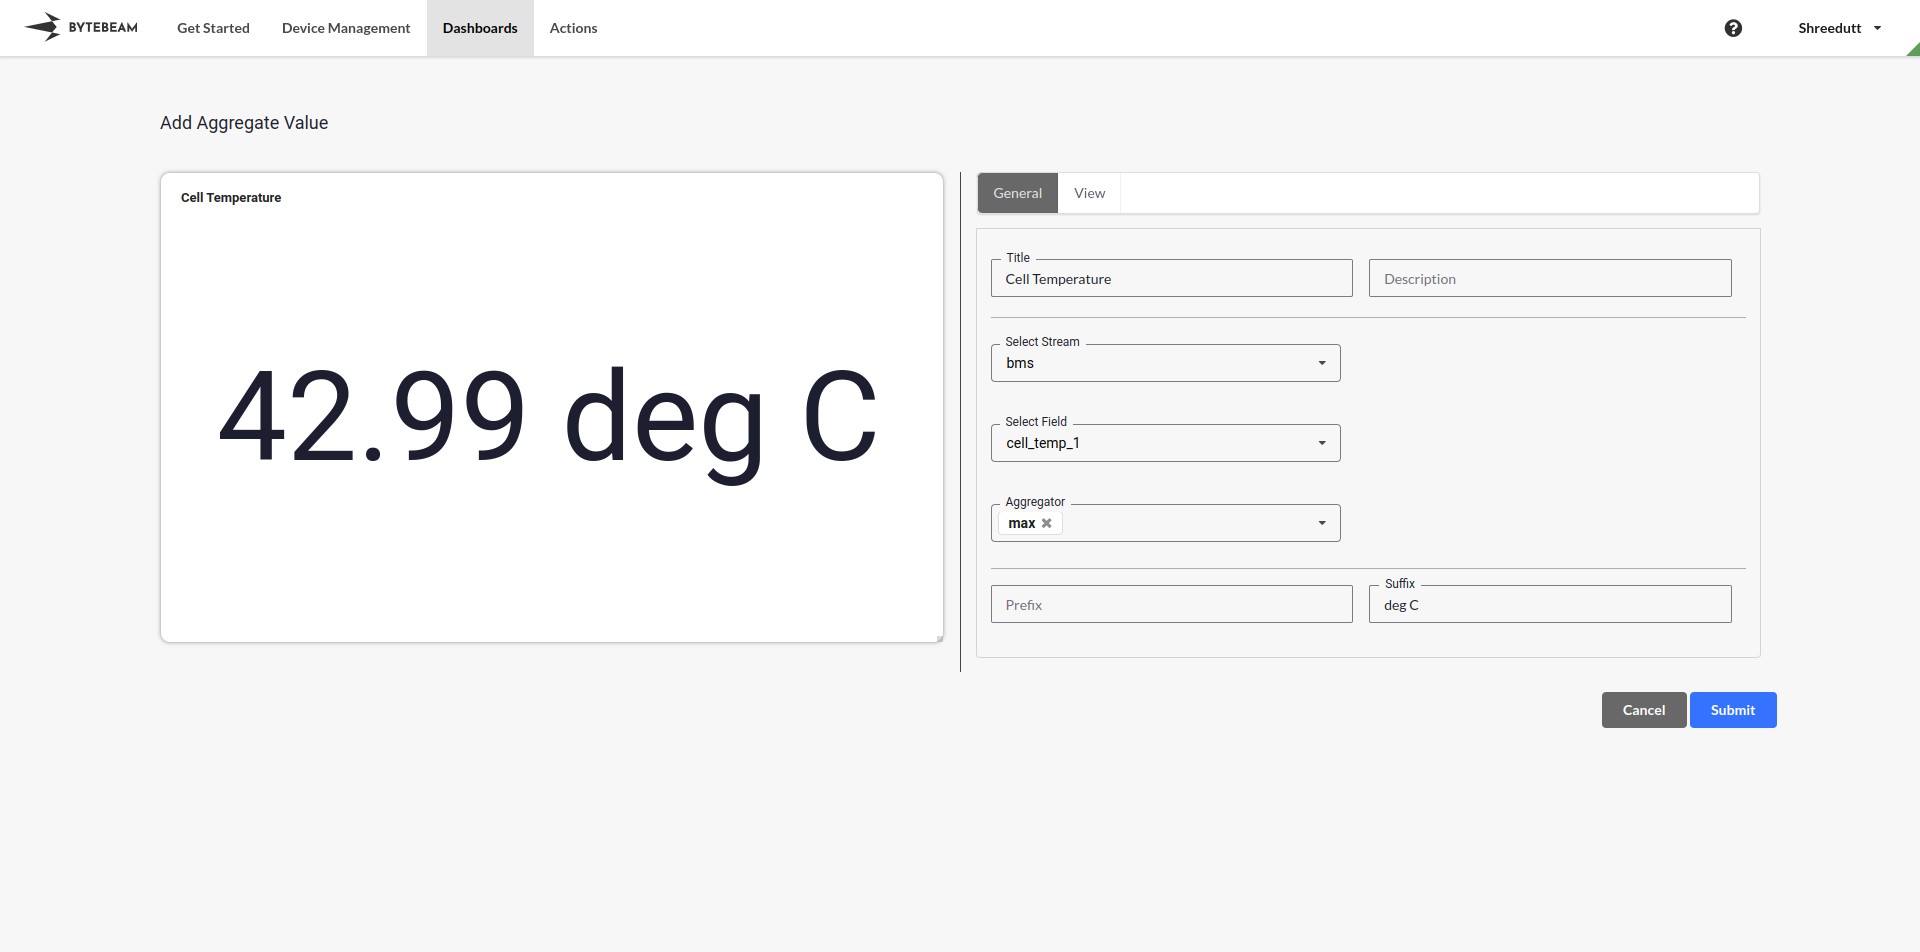 BYTEBEAM Get Started Device Management Dashboards Actions Shreedutt
Add Aggregate Value
Cell Temperature
42.99 deg C
General View
Title
Cell Temperature Description
Select Stream
bms
Select Field
cell_temp_1
Aggregator
max
Suffix
Prefix deg C
Cancel Submit